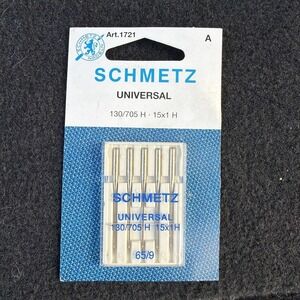 Art.1721
A
SCHMETZ
UNIVERSAL
130/705 H · 15x1 H
SCHMETZ
UNIVERSAL
130/705 H 15x1H
65/9